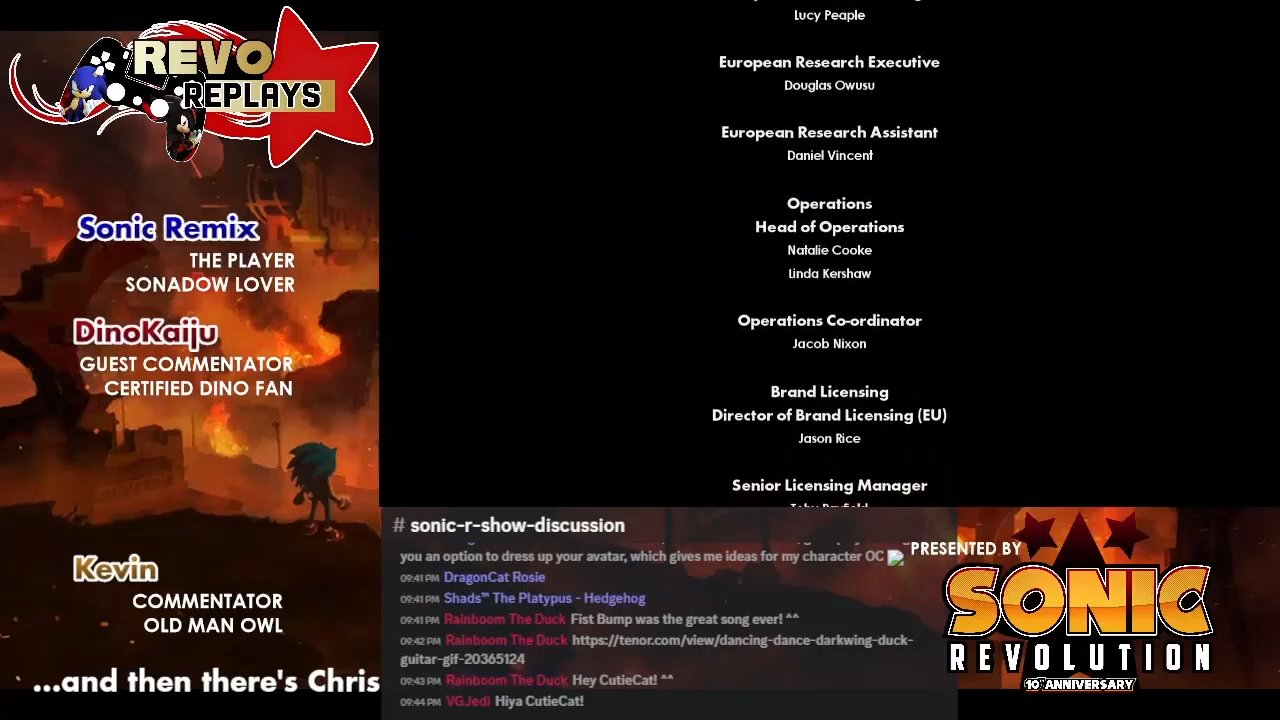 REVO
REPLAYS
Sonic Remix
THE PLAYER
SONADOW LOVER
DinoKaiju
GUEST COMMENTATOR
CERTIFIED DINO FAN
Kevin
COMMENTATOR
OLD MAN OWL
...and then there's Chris
Lucy Peaple
European Research Executive
Douglas Owusu
European Research Assistant
Daniel Vincent
Operations
Head of Operations
Natalie Cooke
Linda Kershaw
Operations Co-ordinator
Jacob Nixon
Brand Licensing
Director of Brand Licensing (EU)
Jason Rice
Senior Licensing Manager
# sonic-r-show-discussion
you an option to dress up your avatar, which gives me ideas for my character OC
09:41 PM DragonCat Rosie
09:41 PM Shads™ The Platypus - Hedgehog
09:41 PM Rainboom The Duck Fist Bump was the great song ever! ^^
09:42 PM Rainboom The Duck https://tenor.com/view/dancing-dance-darkwing-duck-
guitar-gif-20365124
09:43 PM Rainboom The Duck Hey CutieCat! ^^
09:44 PM VGJedi Hiya CutieCat!
PRESENTED BY
SONIC
REVOLUTION
10TH ANNIVERSARY